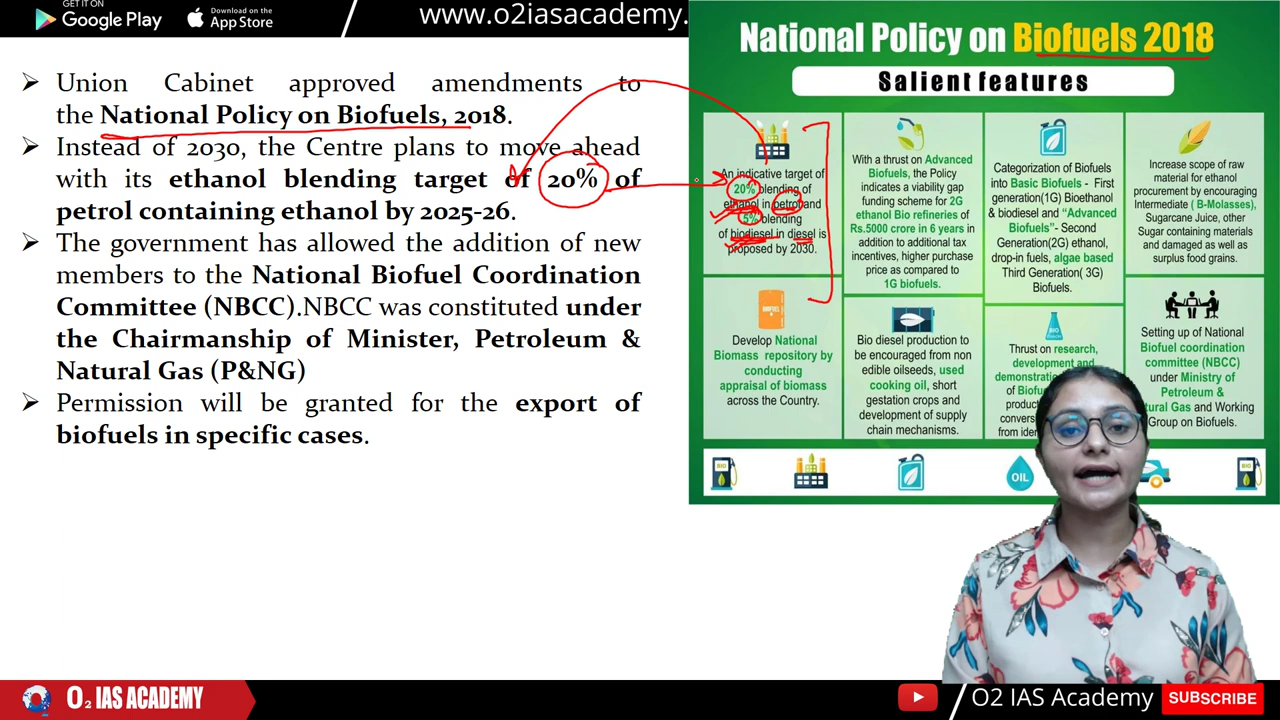 GET IT ON
Google Play
Download on the
App Store
www.o2iasacademy.
➢ Union Cabinet approved amendments to
the National Policy on Biofuels, 2018.
➢ Instead of 2030, the Centre plans to move ahead
with its ethanol blending target of 20% of
petrol containing ethanol by 2025-26.
➢ The government has allowed the addition of new
members to the National Biofuel Coordination
Committee (NBCC).NBCC was constituted under
the Chairmanship of Minister, Petroleum &
Natural Gas (P&NG)
➢ Permission will be granted for the export of
biofuels in specific cases.
National Policy on Biofuels 2018
Salient features
An indicative target of
20% blending of
ethanol in petrol and
5% blending
of biodiesel in diesel is
proposed by 2030.
With a thrust on Advanced
Biofuels, the Policy
indicates a viability gap
funding scheme for 2G
ethanol Bio refineries of
Rs.5000 crore in 6 years in
addition to additional tax
incentives, higher purchase
price as compared to
1G biofuels.
Categorization of Biofuels
into Basic Biofuels - First
generation(1G) Bioethanol
& biodiesel and “Advanced
Biofuels”- Second
Generation(2G) ethanol,
drop-in fuels, algae based
Third Generation( 3G)
Biofuels.
Increase scope of raw
material for ethanol
procurement by encouraging
Intermediate ( B-Molasses),
Sugarcane Juice, other
Sugar containing materials
and damaged as well as
surplus food grains.
Develop National
Biomass repository by
conducting
appraisal of biomass
across the Country.
Bio diesel production to
be encouraged from non
edible oilseeds, used
cooking oil, short
gestation crops and
development of supply
chain mechanisms.
Thrust on research,
development and
demonstration
of Biofu
produc
convers
from iden
Setting up of National
Biofuel coordination
committee (NBCC)
under Ministry of
Petroleum &
tural Gas and Working
Group on Biofuels.
BIO
OIL
BIO
O2 IAS ACADEMY
O2 IAS Academy
SUBSCRIBE